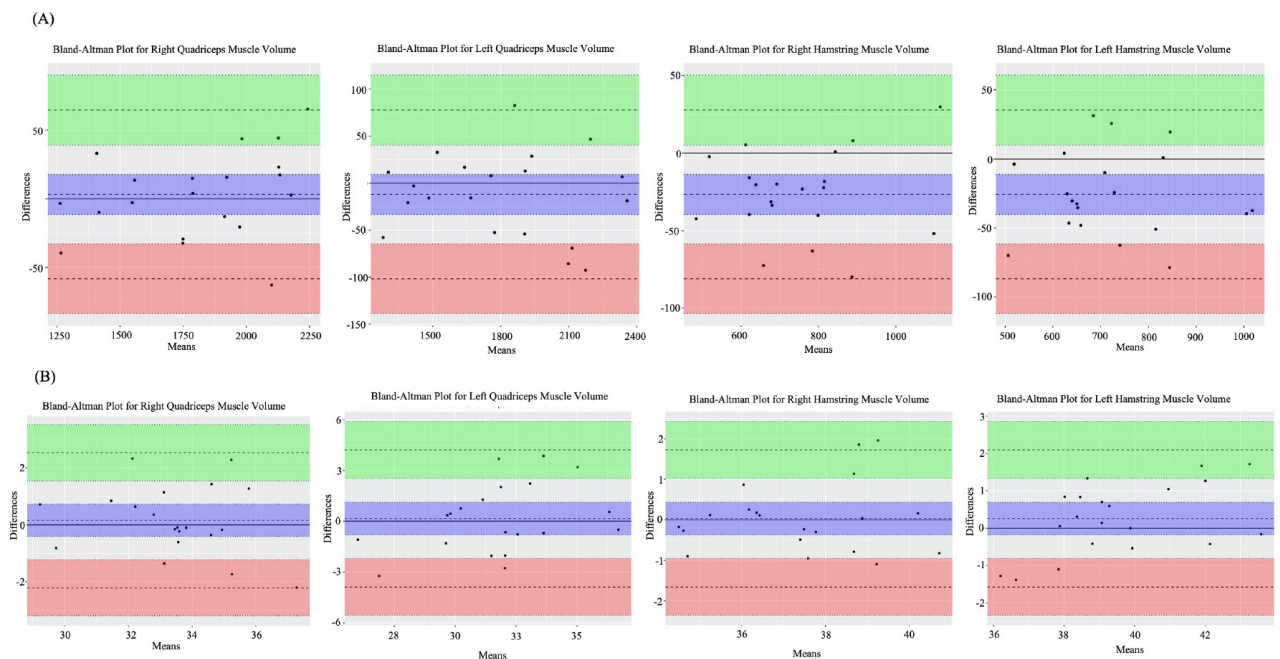 (A)
Bland-Altman Plot for Right Quadriceps Muscle Volume
Differences
50
-50
1250 1500 1750 2000 2250
Means
Bland-Altman Plot for Left Quadriceps Muscle Volume
Differences
100
50
0
-50
-100
-150
1500 1800 2100 2400
Means
Bland-Altman Plot for Right Hamstring Muscle Volume
Differences
50
0
-50
-100
600 800 1000
Means
Bland-Altman Plot for Left Hamstring Muscle Volume
Differences
50
0
-50
-100
500 600 700 800 900 1000
Means
(B)
Bland-Altman Plot for Right Quadriceps Muscle Volume
Differences
2
0
-2
30 32 34 36
Means
Bland-Altman Plot for Left Quadriceps Muscle Volume
Differences
6
3
0
-3
-6
28 30 33 35
Means
Bland-Altman Plot for Right Hamstring Muscle Volume
Differences
2
1
0
-1
-2
36 38 40
Means
Bland-Altman Plot for Left Hamstring Muscle Volume
Differences
3
2
1
0
-1
-2
36 38 40 42
Means